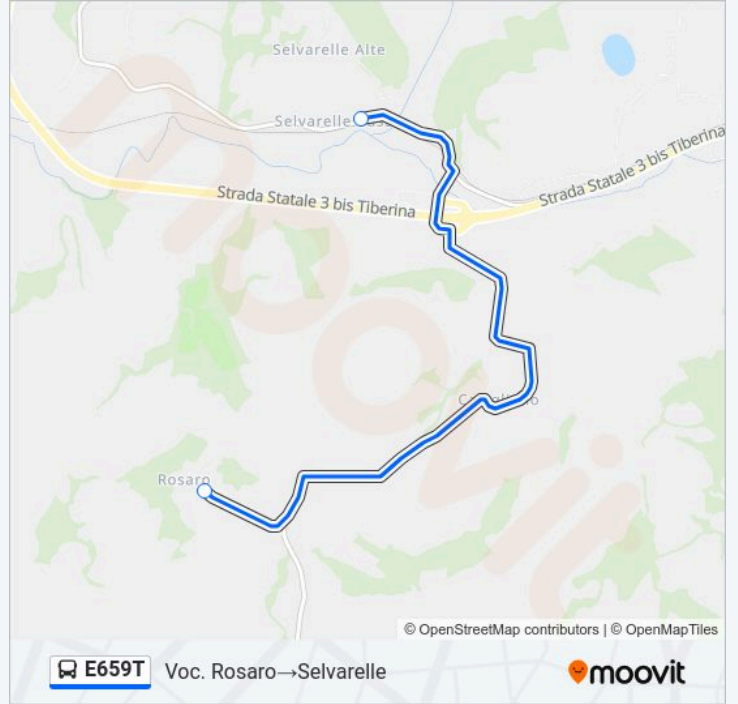 Selvarelle Alte
Selvarelle
Strada Statale 3 bis Tiberina
Strada Statale 3 bis Tiberina
Rosaro
moovit
© OpenStreetMap contributors | © OpenMapTiles
E659T Voc. Rosaro→Selvarelle
moovit